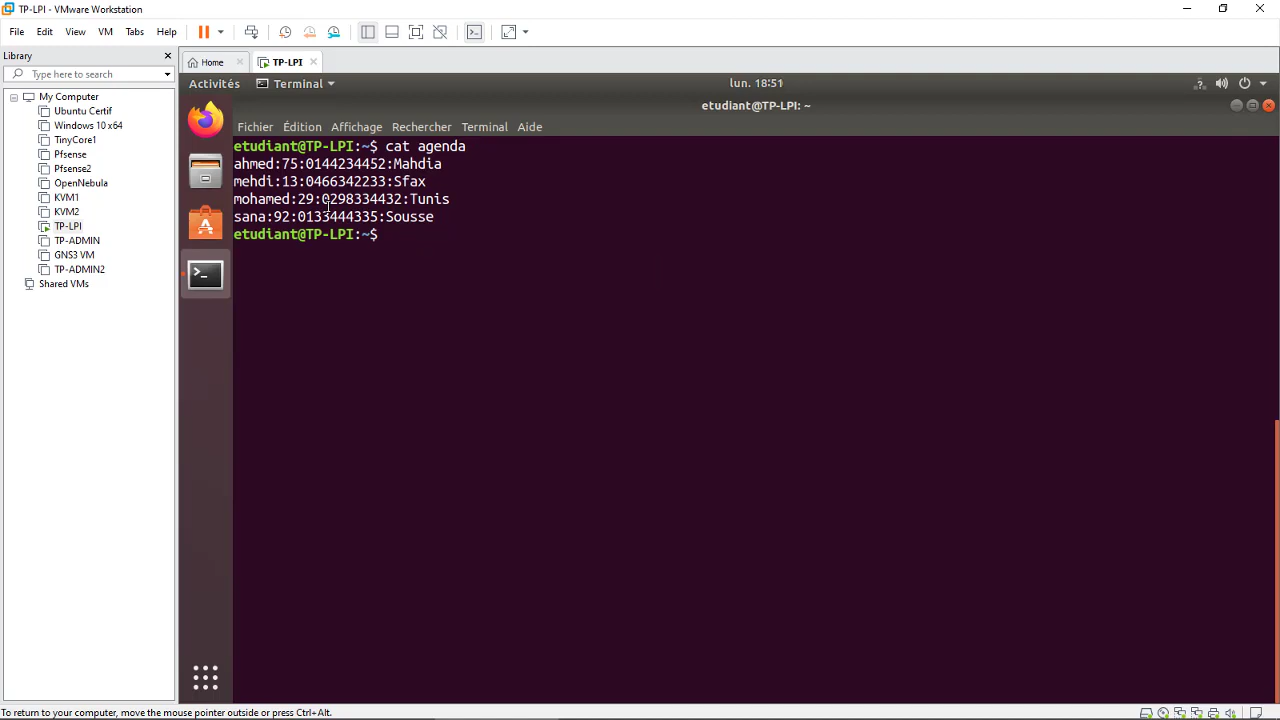 TP-LPI - VMware Workstation
File Edit View VM Tabs Help
Library
Type here to search
My Computer
Ubuntu Certif
Windows 10 x64
TinyCore1
Pfsense
Pfsense2
OpenNebula
KVM1
KVM2
TP-LPI
TP-ADMIN
GNS3 VM
TP-ADMIN2
Shared VMs
Home TP-LPI
Activités Terminal lun. 18:51
etudiant@TP-LPI: ~
Fichier Édition Affichage Rechercher Terminal Aide
etudiant@TP-LPI:~$ cat agenda
ahmed:75:0144234452:Mahdia
mehdi:13:0466342233:Sfax
mohamed:29:0298334432:Tunis
sana:92:0133444335:Sousse
etudiant@TP-LPI:~$
To return to your computer, move the mouse pointer outside or press Ctrl+Alt.